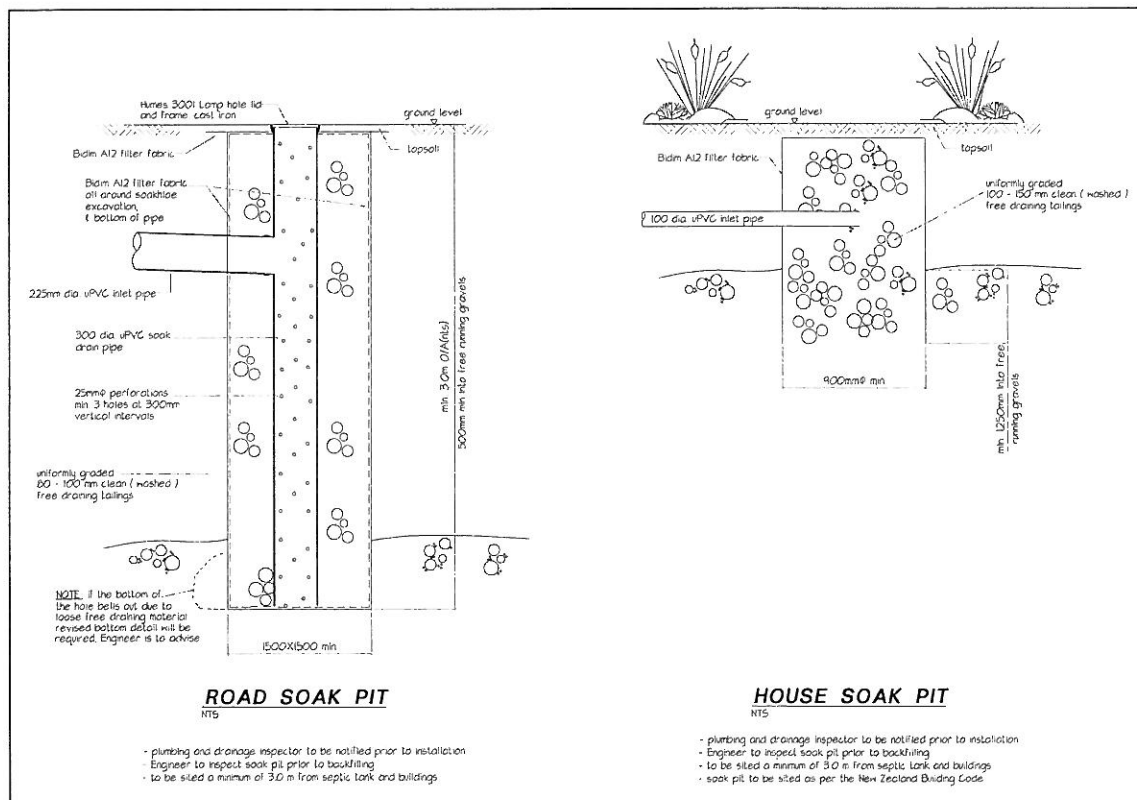 Humes 300t Lamp hole lid
and frame cast iron
ground level
topsoil
Bidim A12 filter fabric
Bidim A12 filter fabric
all around soakhloe
excavation,
& bottom of pipe
225mm dia. uPVC inlet pipe
300 dia. uPVC soak
drain pipe
25mmϕ perforations
min 3 holes at 300mm
vertical intervals
uniformly graded
80 - 100 mm clean ( washed )
free draining tailings
NOTE if the bottom of
the hole bells out due to
loose free draining material
revised bottom detail will be
required. Engineer is to advise
min 3.0m O/A(nts)
500mm min into free running gravels
1500X1500 min
ROAD SOAK PIT
NTS
- plumbing and drainage inspector to be notified prior to installation
- Engineer to inspect soak pit prior to backfilling
- to be sited a minimum of 3.0 m from septic tank and buildings
ground level
topsoil
Bidim A12 filter fabric
uniformly graded
100 - 150 mm clean ( washed )
free draining tailings
100 dia. uPVC inlet pipe
900mmϕ min
min 1250mm into free
running gravels
HOUSE SOAK PIT
NTS
- plumbing and drainage inspector to be notified prior to installation
- Engineer to inspect soak pit prior to backfilling
- to be sited a minimum of 3.0 m from septic tank and buildings
- soak pit to be sited as per the New Zealand Building Code